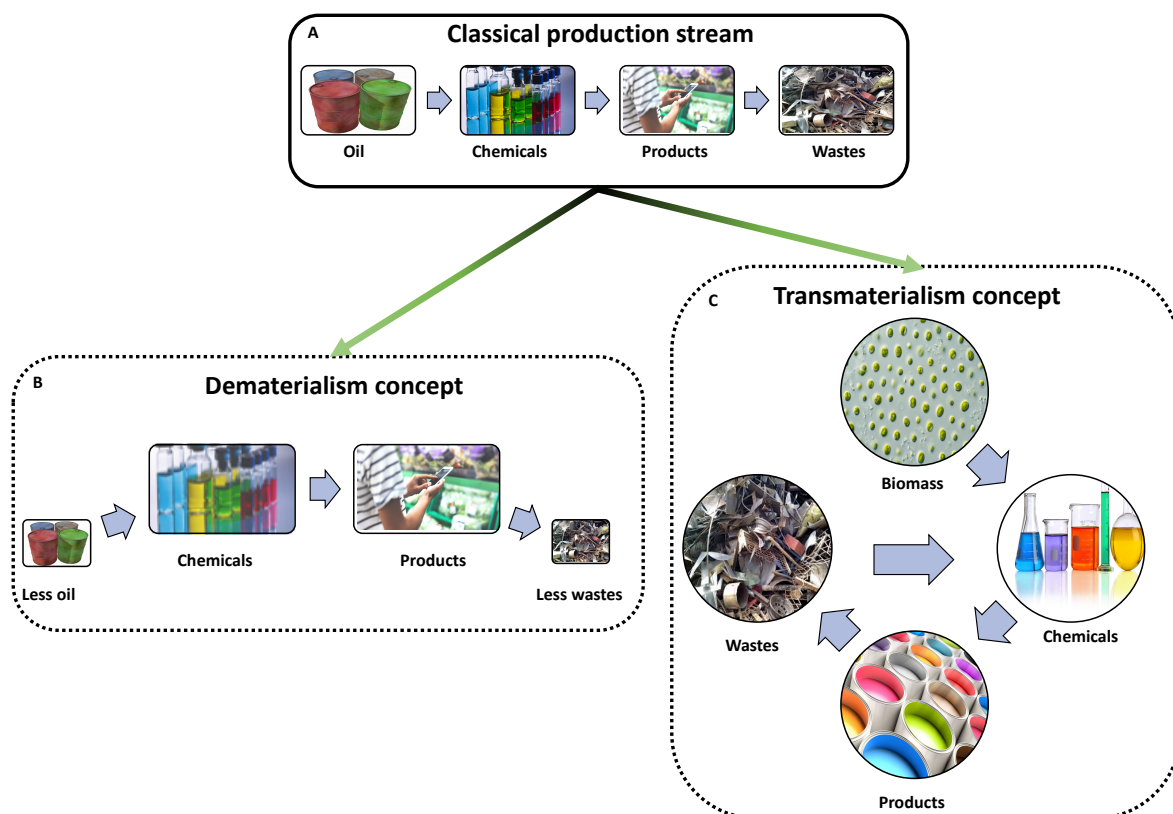 A
Classical production stream
Oil
Chemicals
Products
Wastes
B
Dematerialism concept
Less oil
Chemicals
Products
Less wastes
C
Transmaterialism concept
Biomass
Wastes
Chemicals
Products